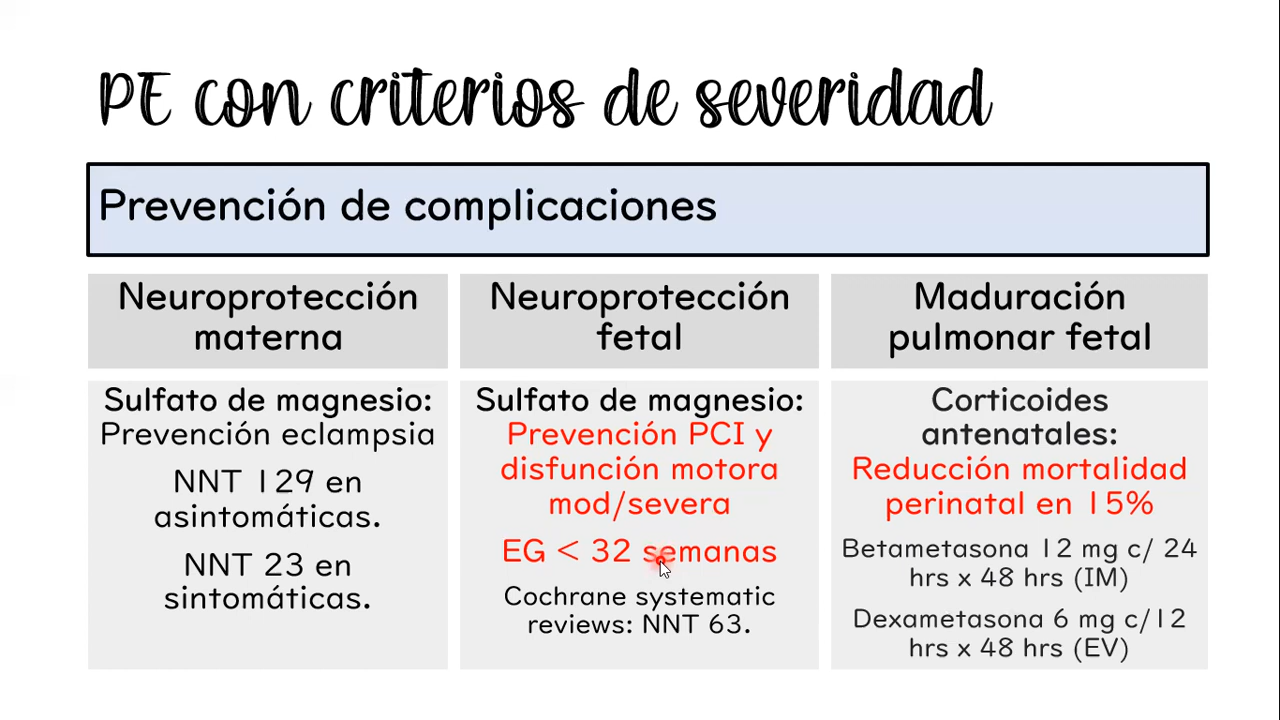 PE con criterios de severidad
Prevención de complicaciones
Neuroprotección
materna
Sulfato de magnesio:
Prevención eclampsia
NNT 129 en
asintomáticas.
NNT 23 en
sintomáticas.
Neuroprotección
fetal
Sulfato de magnesio:
Prevención PCI y
disfunción motora
mod/severa
EG < 32 semanas
Cochrane systematic
reviews: NNT 63.
Maduración
pulmonar fetal
Corticoides
antenatales:
Reducción mortalidad
perinatal en 15%
Betametasona 12 mg c/ 24
hrs x 48 hrs (IM)
Dexametasona 6 mg c/12
hrs x 48 hrs (EV)